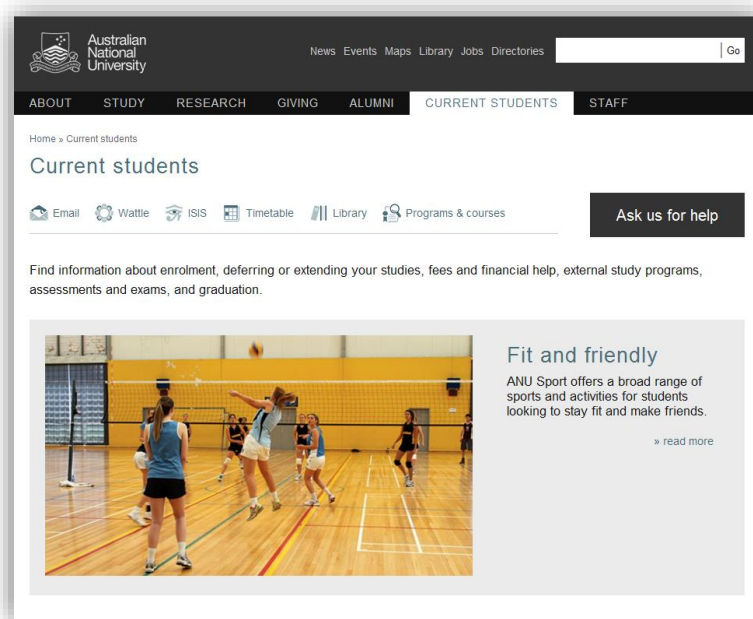 Australian
National
University
News Events Maps Library Jobs Directories
Go
ABOUT STUDY RESEARCH GIVING ALUMNI CURRENT STUDENTS STAFF
Home » Current students
Current students
Email Wattle ISIS Timetable Library Programs & courses
Ask us for help
Find information about enrolment, deferring or extending your studies, fees and financial help, external study programs,
assessments and exams, and graduation.
Fit and friendly
ANU Sport offers a broad range of
sports and activities for students
looking to stay fit and make friends.
» read more